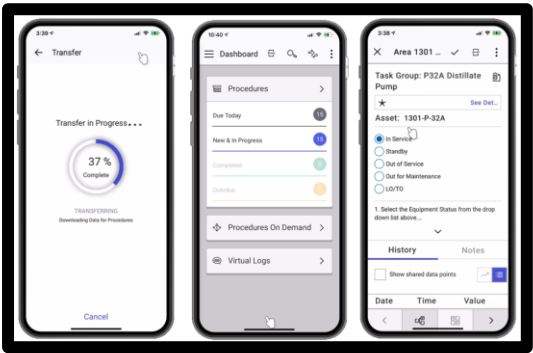 3:38
Transfer
Transfer in Progress...
37 %
Complete
TRANSFERRING
Downloading Data for Procedures
Cancel
10:40
Dashboard
Procedures
Due Today
15
New & In Progress
15
Completed
0
Overdue
0
Procedures On Demand
Virtual Logs
3:38
Area 1301 ...
Task Group: P32A Distillate
Pump
See Det..
Asset: 1301-P-32A
In Service
Standby
Out of Service
Out for Maintenance
LO/TO
1. Select the Equipment Status from the drop
down list above...
History
Notes
Show shared data points
Date Time Value